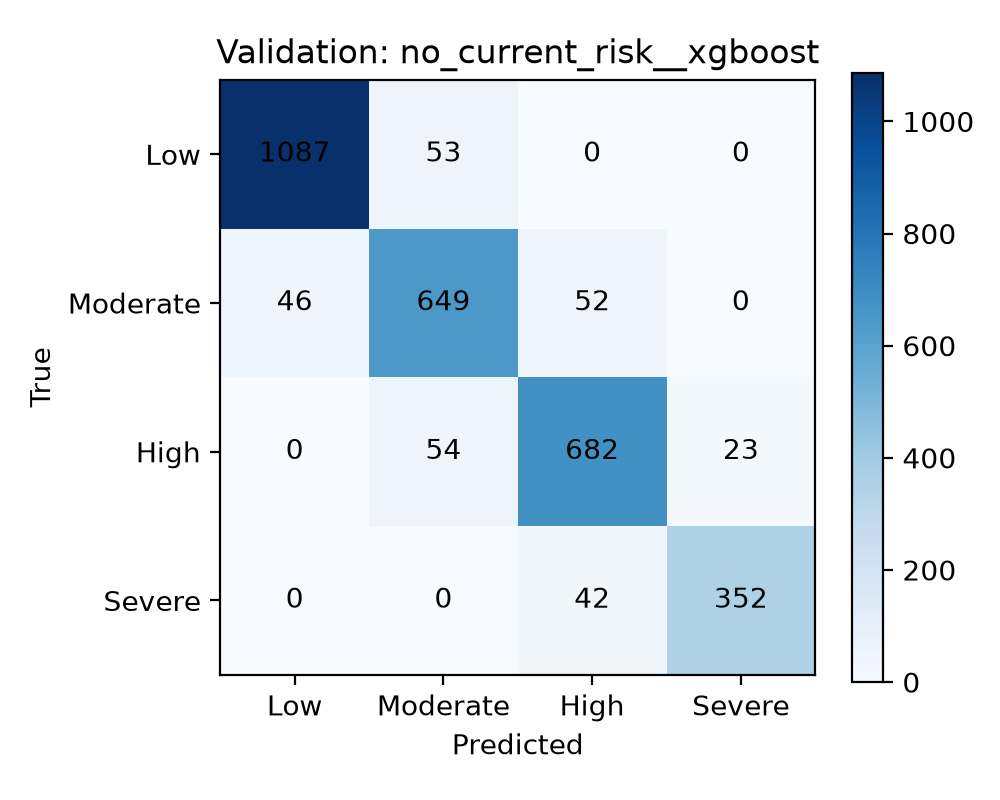 Validation: no_current_risk__xgboost
Low 1087 53 0 0
Moderate 46 649 52 0
High 0 54 682 23
Severe 0 0 42 352
Low Moderate High Severe
Predicted
True
1000
800
600
400
200
0